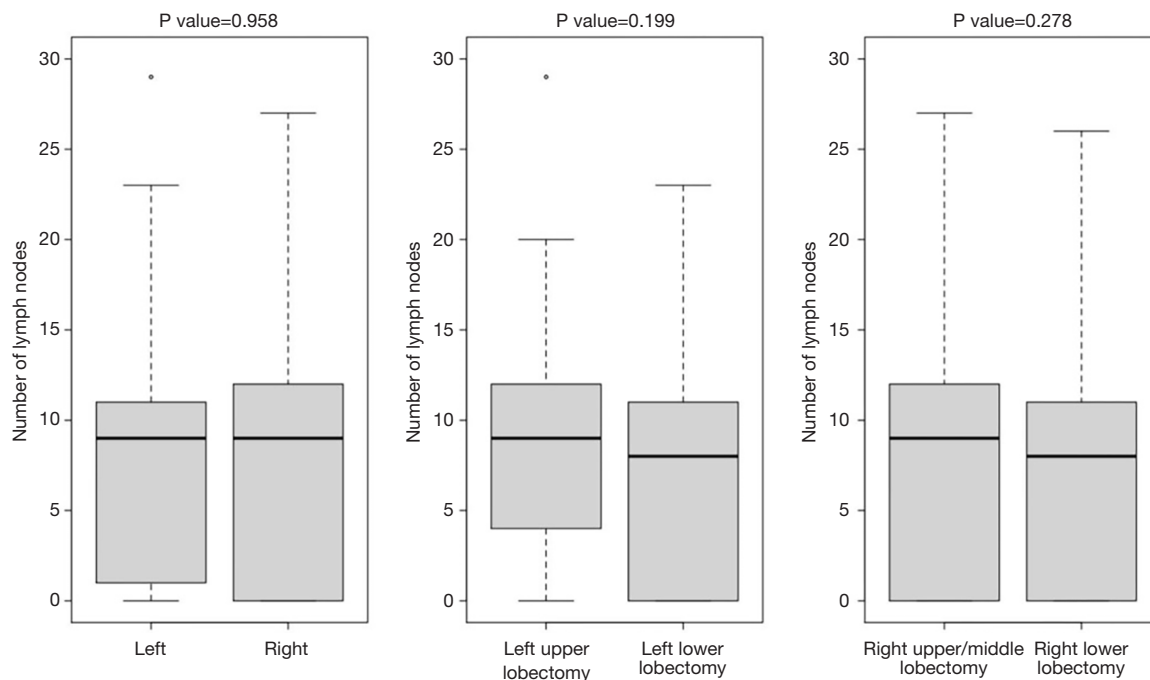 P value=0.958
30
25
20
15
10
5
0
Number of lymph nodes
Left
Right
P value=0.199
30
25
20
15
10
5
0
Number of lymph nodes
Left upper
lobectomy
Left lower
lobectomy
P value=0.278
30
25
20
15
10
5
0
Number of lymph nodes
Right upper/middle
lobectomy
Right lower
lobectomy